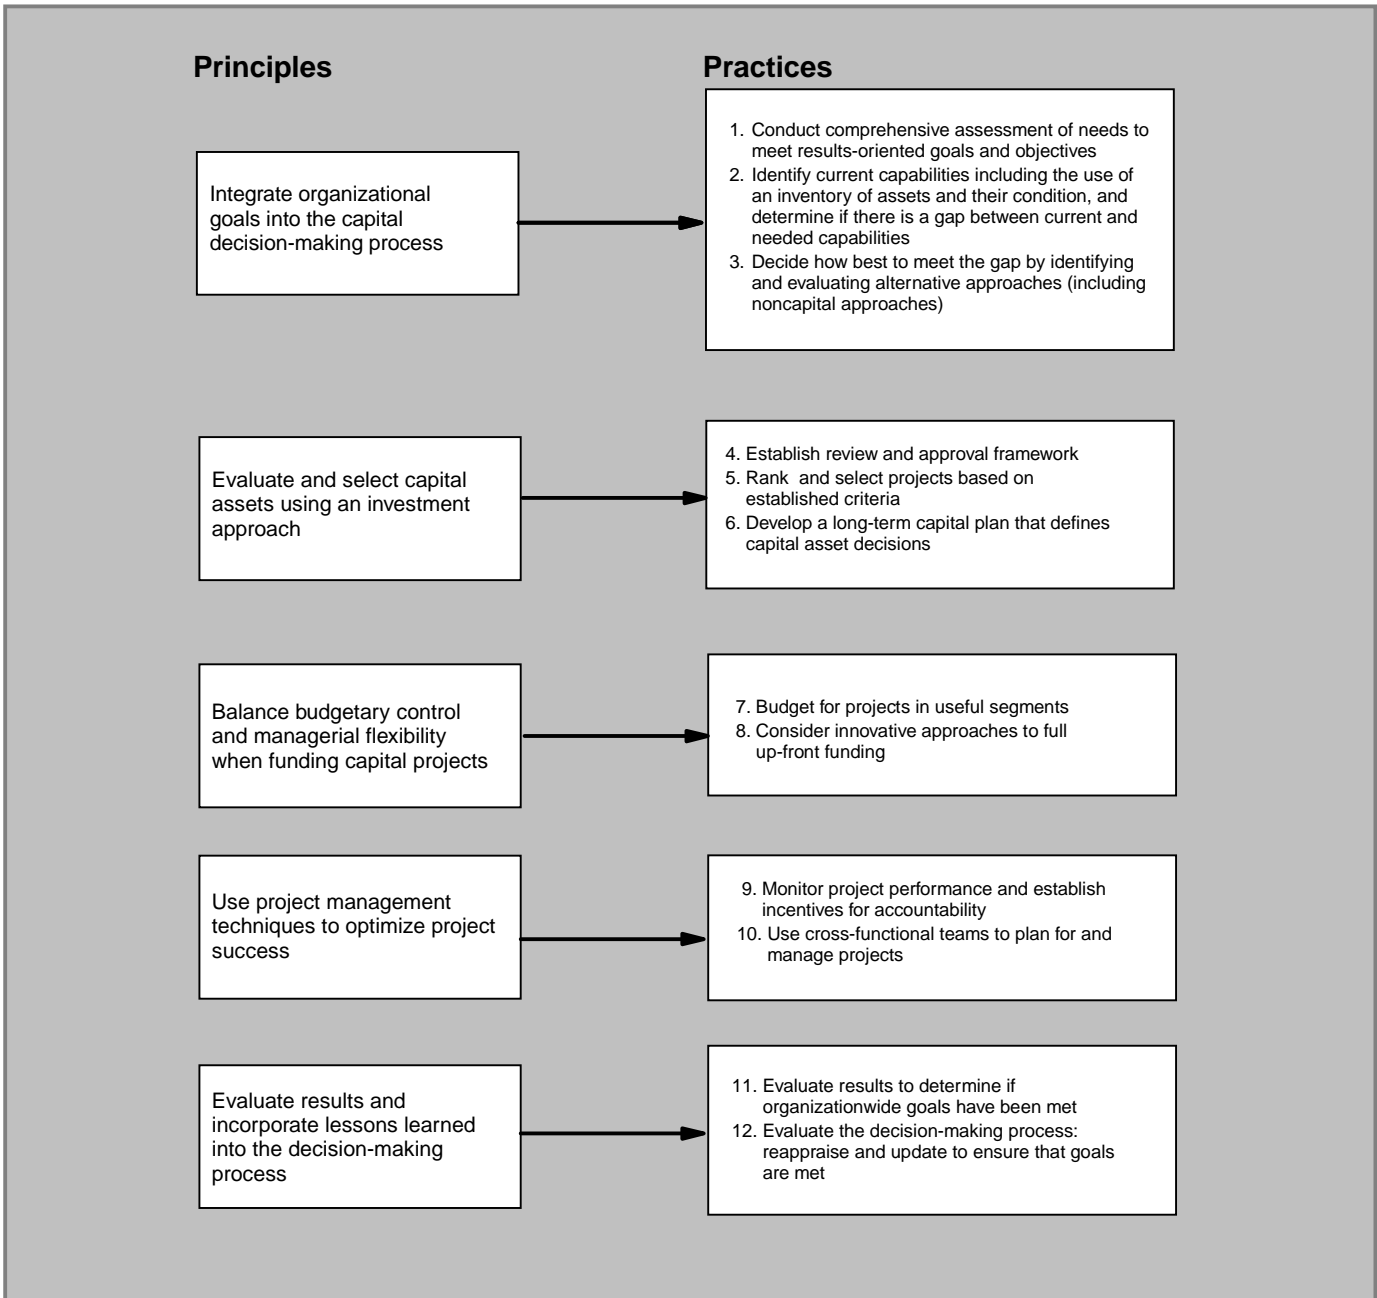 Principles
Practices
Integrate organizational
goals into the capital
decision-making process
1. Conduct comprehensive assessment of needs to
meet results-oriented goals and objectives
2. Identify current capabilities including the use of
an inventory of assets and their condition, and
determine if there is a gap between current and
needed capabilities
3. Decide how best to meet the gap by identifying
and evaluating alternative approaches (including
noncapital approaches)
Evaluate and select capital
assets using an investment
approach
4. Establish review and approval framework
5. Rank and select projects based on
established criteria
6. Develop a long-term capital plan that defines
capital asset decisions
Balance budgetary control
and managerial flexibility
when funding capital projects
7. Budget for projects in useful segments
8. Consider innovative approaches to full
up-front funding
Use project management
techniques to optimize project
success
9. Monitor project performance and establish
incentives for accountability
10. Use cross-functional teams to plan for and
manage projects
Evaluate results and
incorporate lessons learned
into the decision-making
process
11. Evaluate results to determine if
organizationwide goals have been met
12. Evaluate the decision-making process:
reappraise and update to ensure that goals
are met